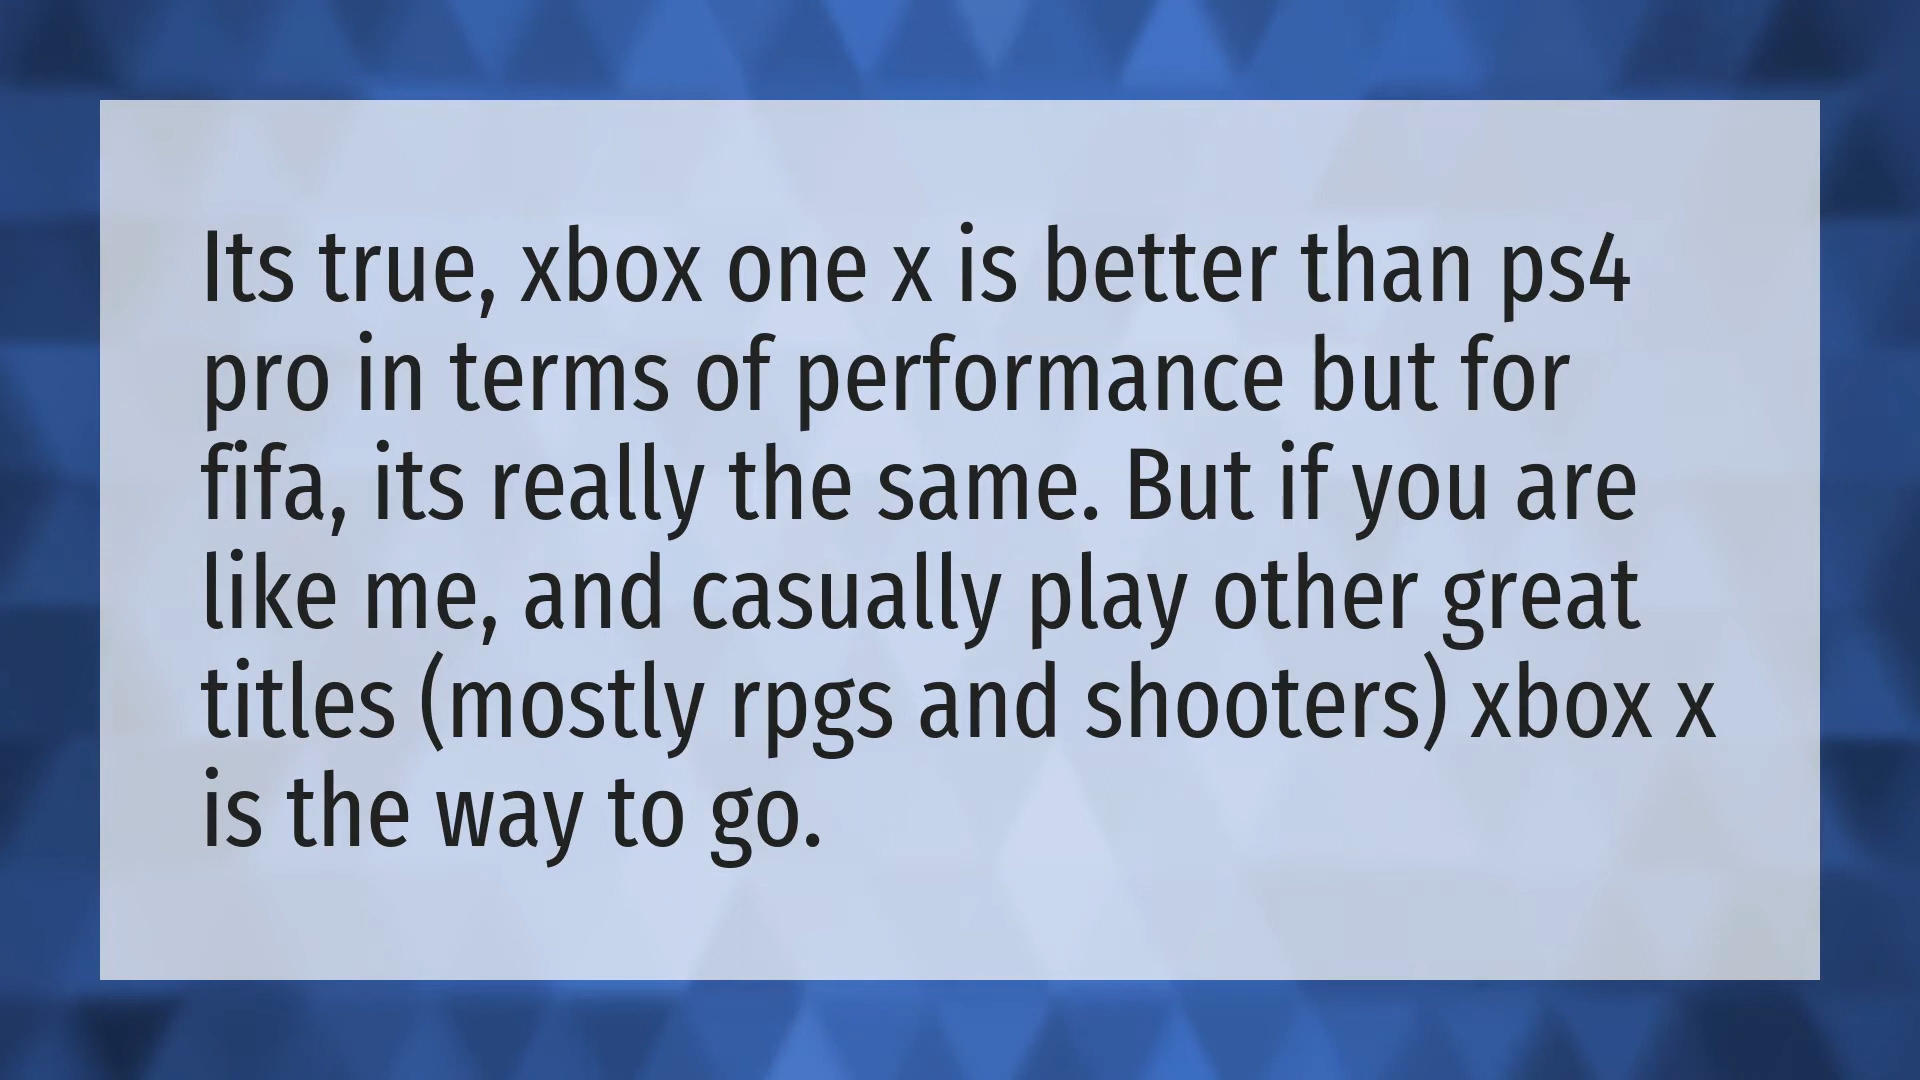 Its true, xbox one x is better than ps4
pro in terms of performance but for
fifa, its really the same. But if you are
like me, and casually play other great
titles (mostly rpgs and shooters) xbox x
is the way to go.